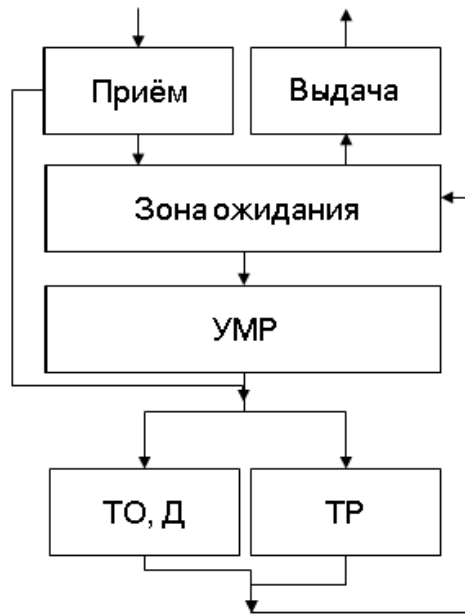 Приём
Выдача
Зона ожидания
УМР
ТО, Д
ТР